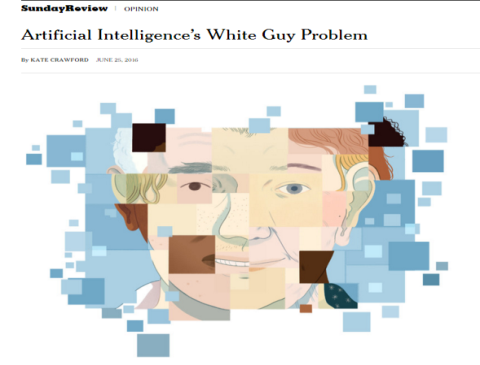 SundayReview | OPINION
Artificial Intelligence's White Guy Problem
By KATE CRAWFORD JUNE 25, 2016